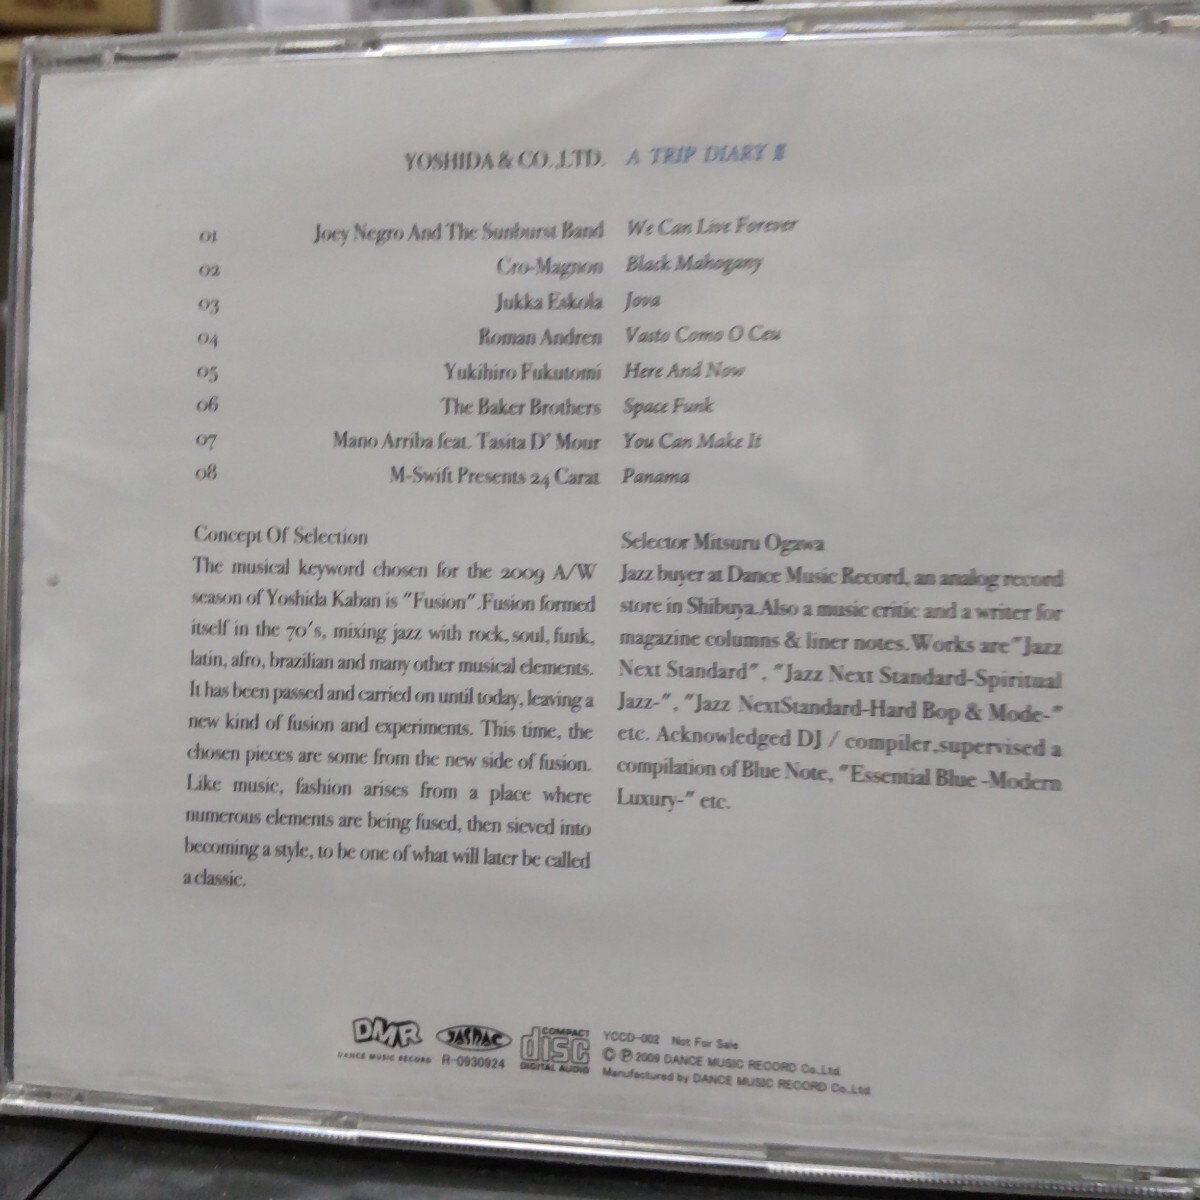 YOSHIDA & CO.,LTD. A TRIP DIARY II
01 Joey Negro And The Sunburst Band We Can Live Forever
02 Cro-Magnon Black Mahogany
03 Jukka Eskola Jova
04 Roman Andren Vasto Como O Ceu
05 Yukihiro Fukutomi Here And Now
06 The Baker Brothers Space Funk
07 Mano Arriba feat. Tasita D' Mour You Can Make It
08 M-Swift Presents 24 Carat Panama
Concept Of Selection
The musical keyword chosen for the 2009 A/W
season of Yoshida Kaban is "Fusion".Fusion formed
itself in the 70's, mixing jazz with rock, soul, funk,
latin, afro, brazilian and many other musical elements.
It has been passed and carried on until today, leaving a
new kind of fusion and experiments. This time, the
chosen pieces are some from the new side of fusion.
Like music, fashion arises from a place where
numerous elements are being fused, then sieved into
becoming a style, to be one of what will later be called
a classic.
Selector Mitsuru Ogawa
Jazz buyer at Dance Music Record, an analog record
store in Shibuya.Also a music critic and a writer for
magazine columns & liner notes.Works are"Jazz
Next Standard", "Jazz Next Standard-Spiritual
Jazz-", "Jazz NextStandard-Hard Bop & Mode-"
etc. Acknowledged DJ / compiler,supervised a
compilation of Blue Note, "Essential Blue -Modern
Luxury-" etc.
DMR
DANCE MUSIC RECORD
JASRAC
R-0930924
COMPACT
disc
DIGITAL AUDIO
YCCD-002 Not For Sale
© ℗ 2009 DANCE MUSIC RECORD Co.,Ltd.
Manufactured by DANCE MUSIC RECORD Co.,Ltd.